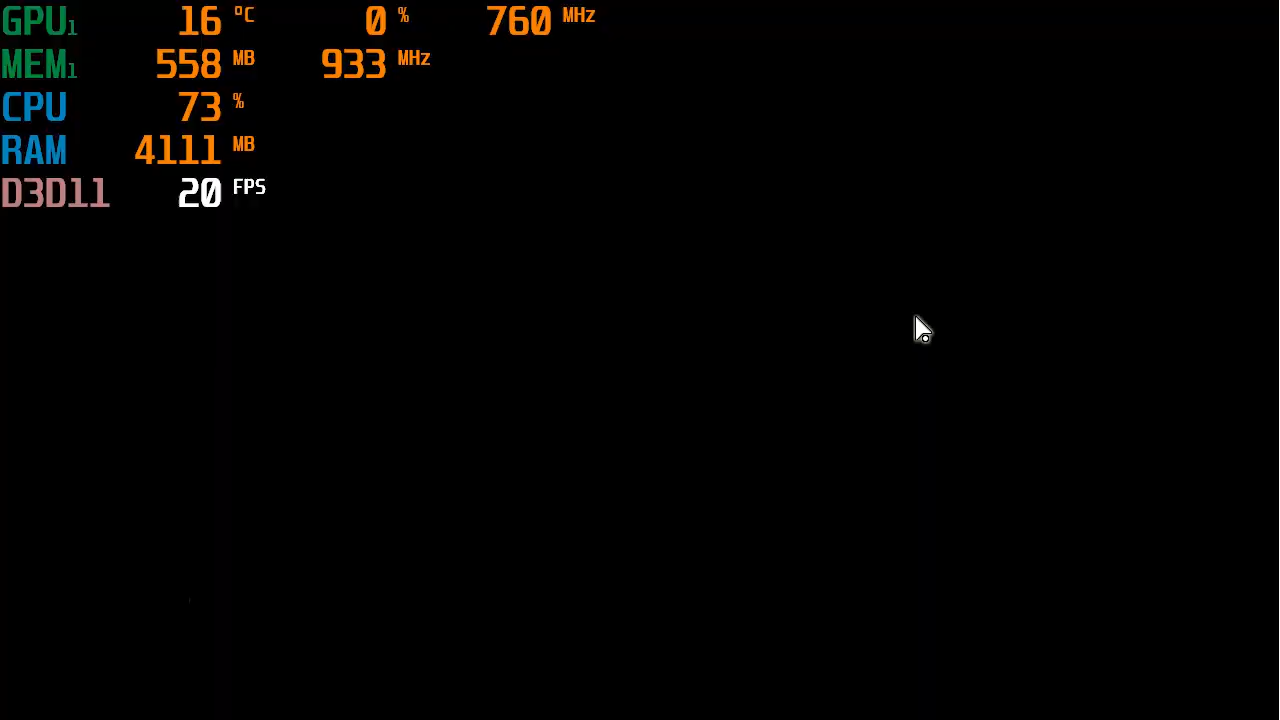 GPU1 16 °C 0 % 760 MHz
MEM1 558 MB 933 MHz
CPU 73 %
RAM 4111 MB
D3D11 20 FPS